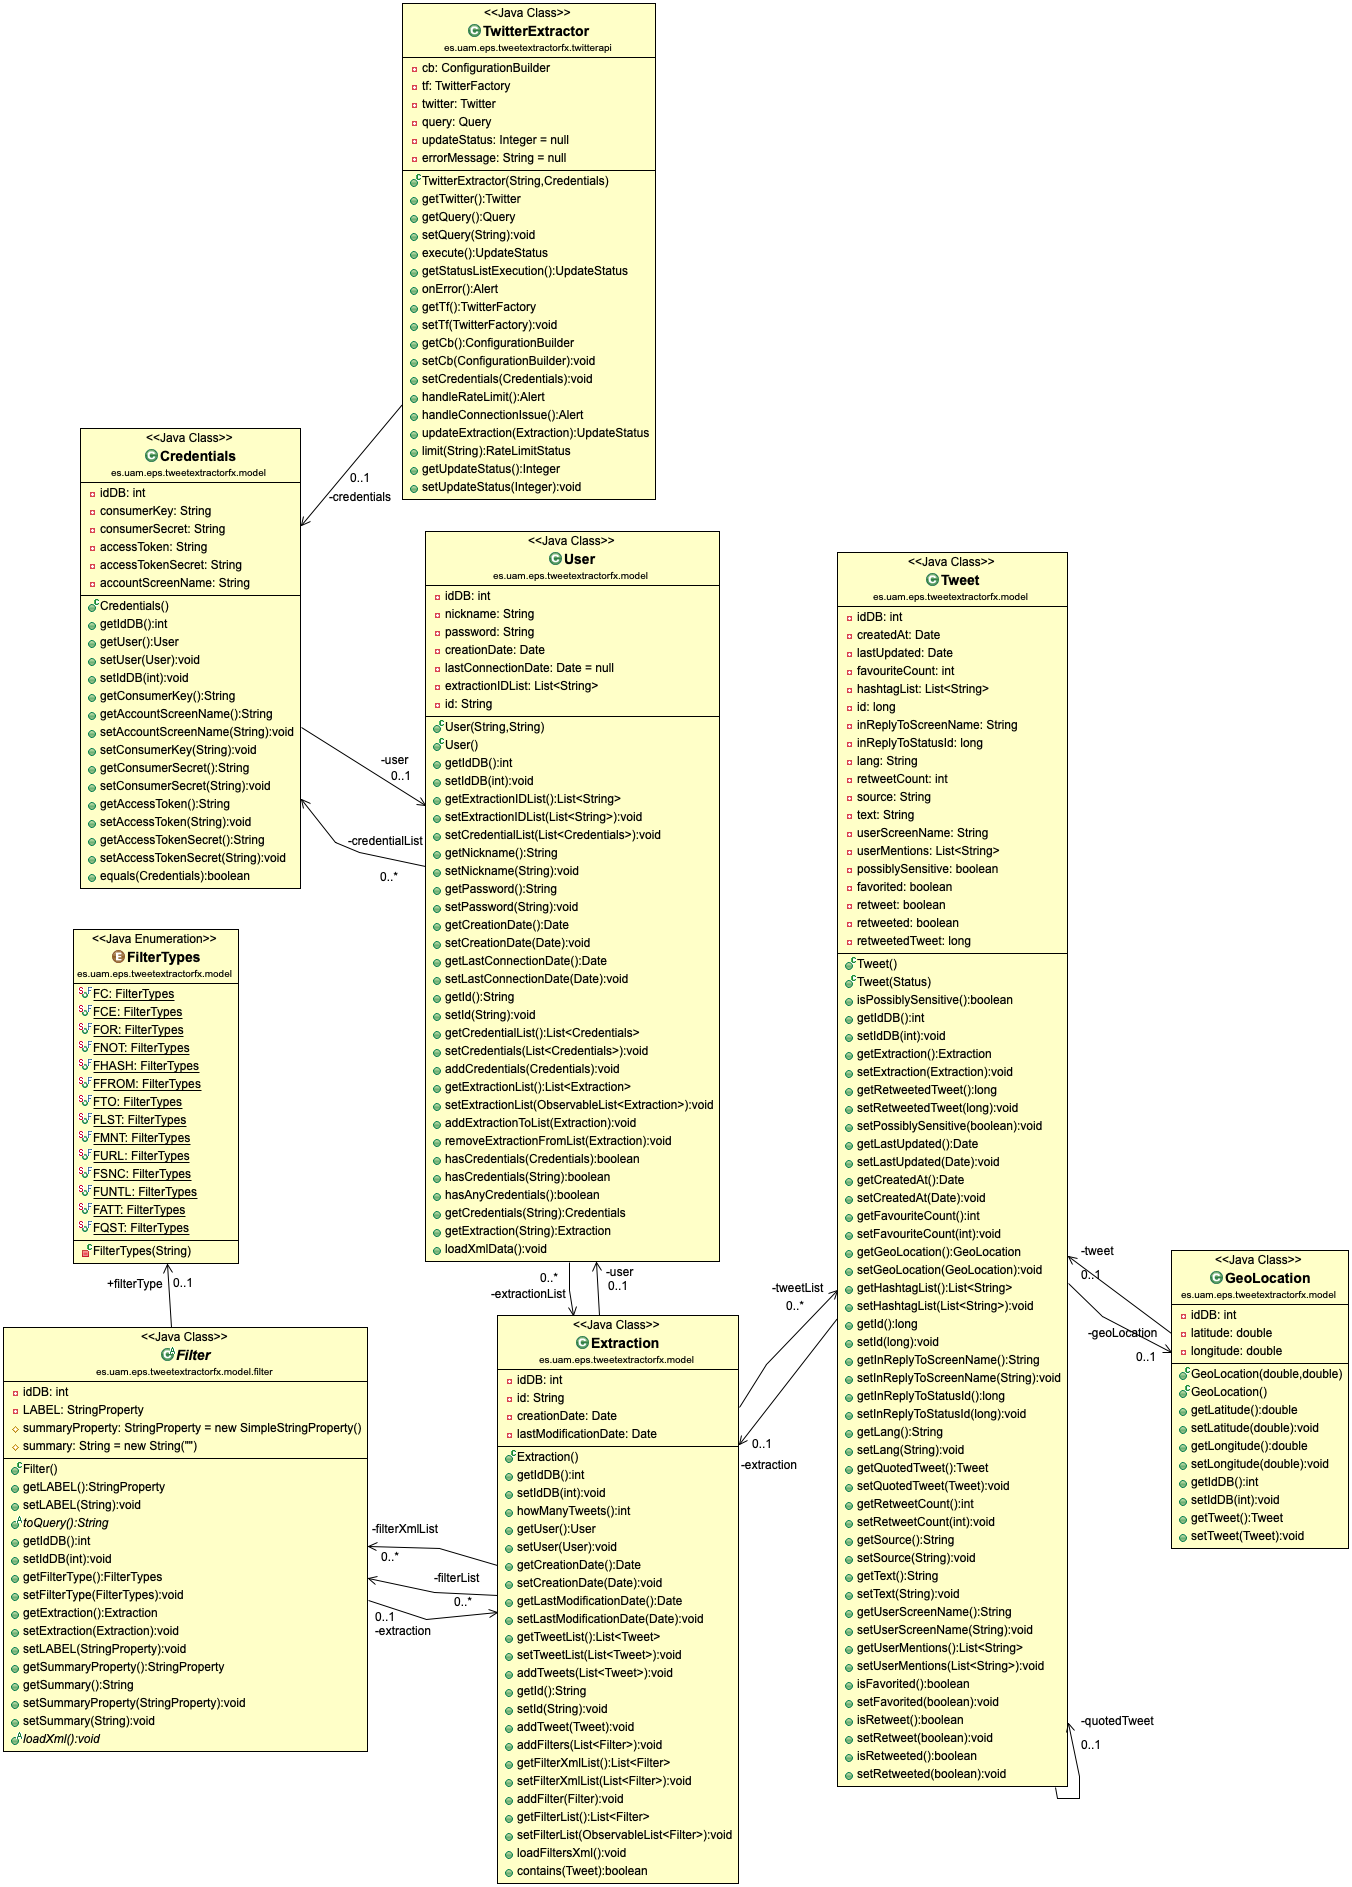 <<Java Class>>
TwitterExtractor
es.uam.eps.tweetextractorfx.twitterapi
cb: ConfigurationBuilder
tf: TwitterFactory
twitter: Twitter
query: Query
updateStatus: Integer = null
errorMessage: String = null
TwitterExtractor(String,Credentials)
getTwitter():Twitter
getQuery():Query
setQuery(String):void
execute():UpdateStatus
getStatusListExecution():UpdateStatus
onError():Alert
getTf():TwitterFactory
setTf(TwitterFactory):void
getCb():ConfigurationBuilder
setCb(ConfigurationBuilder):void
setCredentials(Credentials):void
handleRateLimit():Alert
handleConnectionIssue():Alert
updateExtraction(Extraction):UpdateStatus
limit(String):RateLimitStatus
getUpdateStatus():Integer
setUpdateStatus(Integer):void
0..1
-credentials
<<Java Class>>
Credentials
es.uam.eps.tweetextractorfx.model
idDB: int
consumerKey: String
consumerSecret: String
accessToken: String
accessTokenSecret: String
accountScreenName: String
Credentials()
getIdDB():int
getUser():User
setUser(User):void
setIdDB(int):void
getConsumerKey():String
getAccountScreenName():String
setAccountScreenName(String):void
setConsumerKey(String):void
getConsumerSecret():String
setConsumerSecret(String):void
getAccessToken():String
setAccessToken(String):void
getAccessTokenSecret():String
setAccessTokenSecret(String):void
equals(Credentials):boolean
-user
0..1
-credentialList
0..*
<<Java Class>>
User
es.uam.eps.tweetextractorfx.model
idDB: int
nickname: String
password: String
creationDate: Date
lastConnectionDate: Date = null
extractionIDList: List<String>
id: String
User(String,String)
User()
getIdDB():int
setIdDB(int):void
getExtractionIDList():List<String>
setExtractionIDList(List<String>):void
setCredentialList(List<Credentials>):void
getNickname():String
setNickname(String):void
getPassword():String
setPassword(String):void
getCreationDate():Date
setCreationDate(Date):void
getLastConnectionDate():Date
setLastConnectionDate(Date):void
getId():String
setId(String):void
getCredentialList():List<Credentials>
setCredentials(List<Credentials>):void
addCredentials(Credentials):void
getExtractionList():List<Extraction>
setExtractionList(ObservableList<Extraction>):void
addExtractionToList(Extraction):void
removeExtractionFromList(Extraction):void
hasCredentials(Credentials):boolean
hasCredentials(String):boolean
hasAnyCredentials():boolean
getCredentials(String):Credentials
getExtraction(String):Extraction
loadXmlData():void
<<Java Class>>
Tweet
es.uam.eps.tweetextractorfx.model
idDB: int
createdAt: Date
lastUpdated: Date
favouriteCount: int
hashtagList: List<String>
id: long
inReplyToScreenName: String
inReplyToStatusId: long
lang: String
retweetCount: int
source: String
text: String
userScreenName: String
userMentions: List<String>
possiblySensitive: boolean
favorited: boolean
retweet: boolean
retweeted: boolean
retweetedTweet: long
Tweet()
Tweet(Status)
isPossiblySensitive():boolean
getIdDB():int
setIdDB(int):void
getExtraction():Extraction
setExtraction(Extraction):void
getRetweetedTweet():long
setRetweetedTweet(long):void
setPossiblySensitive(boolean):void
getLastUpdated():Date
setLastUpdated(Date):void
getCreatedAt():Date
setCreatedAt(Date):void
getFavouriteCount():int
setFavouriteCount(int):void
getGeoLocation():GeoLocation
setGeoLocation(GeoLocation):void
getHashtagList():List<String>
setHashtagList(List<String>):void
getId():long
setId(long):void
getInReplyToScreenName():String
setInReplyToScreenName(String):void
getInReplyToStatusId():long
setInReplyToStatusId(long):void
getLang():String
setLang(String):void
getQuotedTweet():Tweet
setQuotedTweet(Tweet):void
getRetweetCount():int
setRetweetCount(int):void
getSource():String
setSource(String):void
getText():String
setText(String):void
getUserScreenName():String
setUserScreenName(String):void
getUserMentions():List<String>
setUserMentions(List<String>):void
isFavorited():boolean
setFavorited(boolean):void
isRetweet():boolean
setRetweet(boolean):void
isRetweeted():boolean
setRetweeted(boolean):void
-quotedTweet
0..1
-tweet
0..1
-geoLocation
0..1
<<Java Class>>
GeoLocation
es.uam.eps.tweetextractorfx.model
idDB: int
latitude: double
longitude: double
GeoLocation(double,double)
GeoLocation()
getLatitude():double
setLatitude(double):void
getLongitude():double
setLongitude(double):void
getIdDB():int
setIdDB(int):void
getTweet():Tweet
setTweet(Tweet):void
<<Java Enumeration>>
FilterTypes
es.uam.eps.tweetextractorfx.model
FC: FilterTypes
FCE: FilterTypes
FOR: FilterTypes
FNOT: FilterTypes
FHASH: FilterTypes
FFROM: FilterTypes
FTO: FilterTypes
FLST: FilterTypes
FMNT: FilterTypes
FURL: FilterTypes
FSNC: FilterTypes
FUNTL: FilterTypes
FATT: FilterTypes
FQST: FilterTypes
FilterTypes(String)
+filterType
0..1
<<Java Class>>
Filter
es.uam.eps.tweetextractorfx.model.filter
idDB: int
LABEL: StringProperty
summaryProperty: StringProperty = new SimpleStringProperty()
summary: String = new String("")
Filter()
getLABEL():StringProperty
setLABEL(String):void
toQuery():String
getIdDB():int
setIdDB(int):void
getFilterType():FilterTypes
setFilterType(FilterTypes):void
getExtraction():Extraction
setExtraction(Extraction):void
setLABEL(StringProperty):void
getSummaryProperty():StringProperty
getSummary():String
setSummaryProperty(StringProperty):void
setSummary(String):void
loadXml():void
0..*
-extractionList
-user
0..1
-filterXmlList
0..*
-filterList
0..*
0..1
-extraction
<<Java Class>>
Extraction
es.uam.eps.tweetextractorfx.model
idDB: int
id: String
creationDate: Date
lastModificationDate: Date
Extraction()
getIdDB():int
setIdDB(int):void
howManyTweets():int
getUser():User
setUser(User):void
getCreationDate():Date
setCreationDate(Date):void
getLastModificationDate():Date
setLastModificationDate(Date):void
getTweetList():List<Tweet>
setTweetList(List<Tweet>):void
addTweets(List<Tweet>):void
getId():String
setId(String):void
addTweet(Tweet):void
addFilters(List<Filter>):void
getFilterXmlList():List<Filter>
setFilterXmlList(List<Filter>):void
addFilter(Filter):void
getFilterList():List<Filter>
setFilterList(ObservableList<Filter>):void
loadFiltersXml():void
contains(Tweet):boolean
-tweetList
0..*
0..1
-extraction